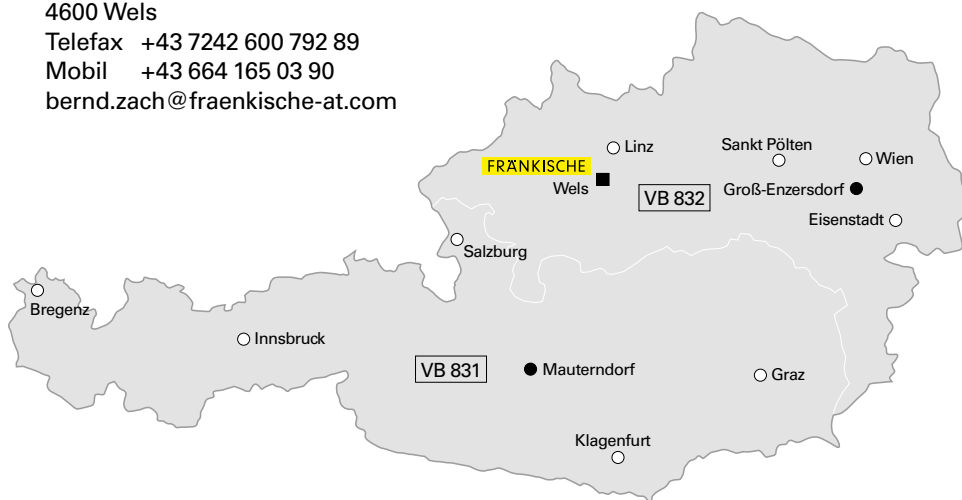 4600 Wels
Telefax +43 7242 600 792 89
Mobil +43 664 165 03 90
bernd.zach@fraenkische-at.com
Linz
Sankt Pölten
Wien
FRÄNKISCHE
Wels
VB 832
Groß-Enzersdorf
Eisenstadt
Salzburg
Bregenz
Innsbruck
VB 831
Mauterndorf
Graz
Klagenfurt